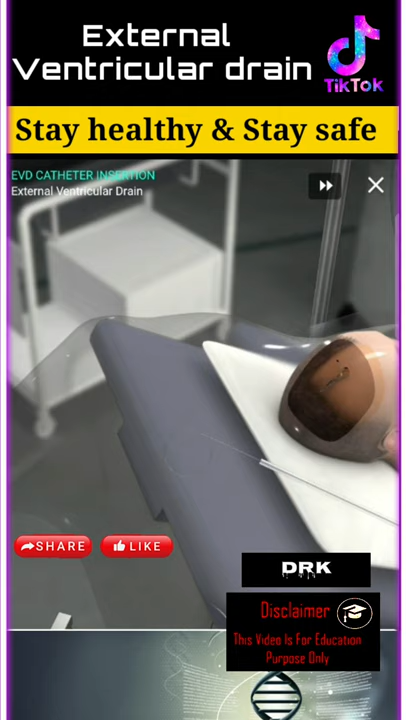 External
Ventricular drain
TikTok
Stay healthy & Stay safe
EVD CATHETER INSERTION
External Ventricular Drain
SHARE
LIKE
DRK
Disclaimer
This Video Is For Education
Purpose Only